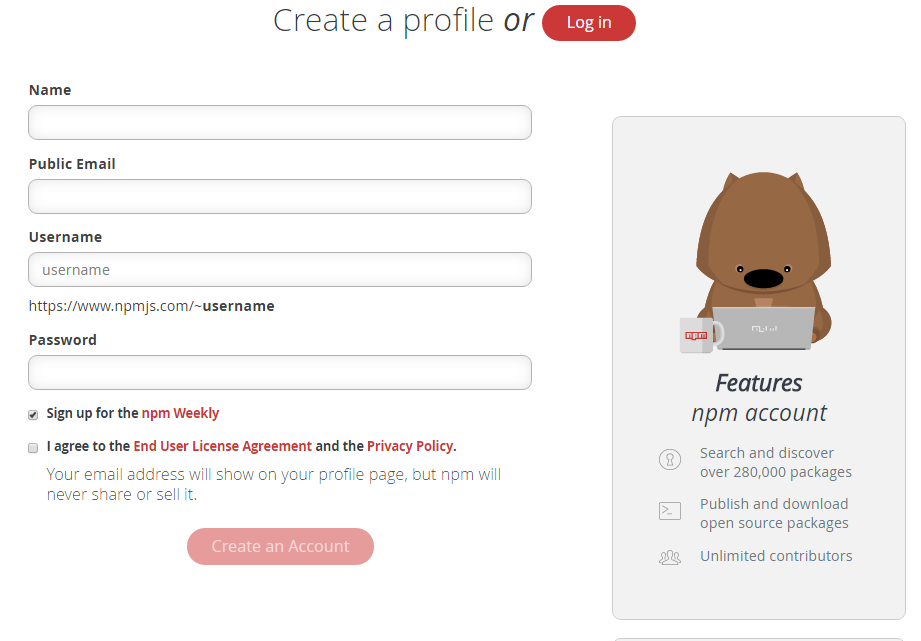 Create a profile or Log in
Name
Public Email
Username
username
https://www.npmjs.com/~username
Password
Sign up for the npm Weekly
I agree to the End User License Agreement and the Privacy Policy.
Your email address will show on your profile page, but npm will
never share or sell it.
Create an Account
npm
npm
Features
npm account
Search and discover
over 280,000 packages
Publish and download
open source packages
Unlimited contributors